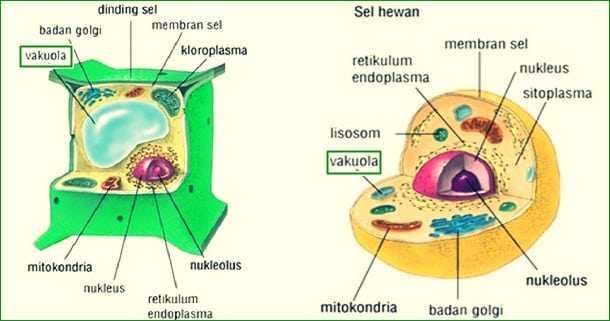 dinding sel
badan golgi
membran sel
vakuola
kloroplasma
mitokondria
nukleus
retikulum
endoplasma
nukleolus
Sel hewan
membran sel
retikulum
endoplasma
nukleus
sitoplasma
lisosom
vakuola
nukleolus
mitokondria
badan golgi